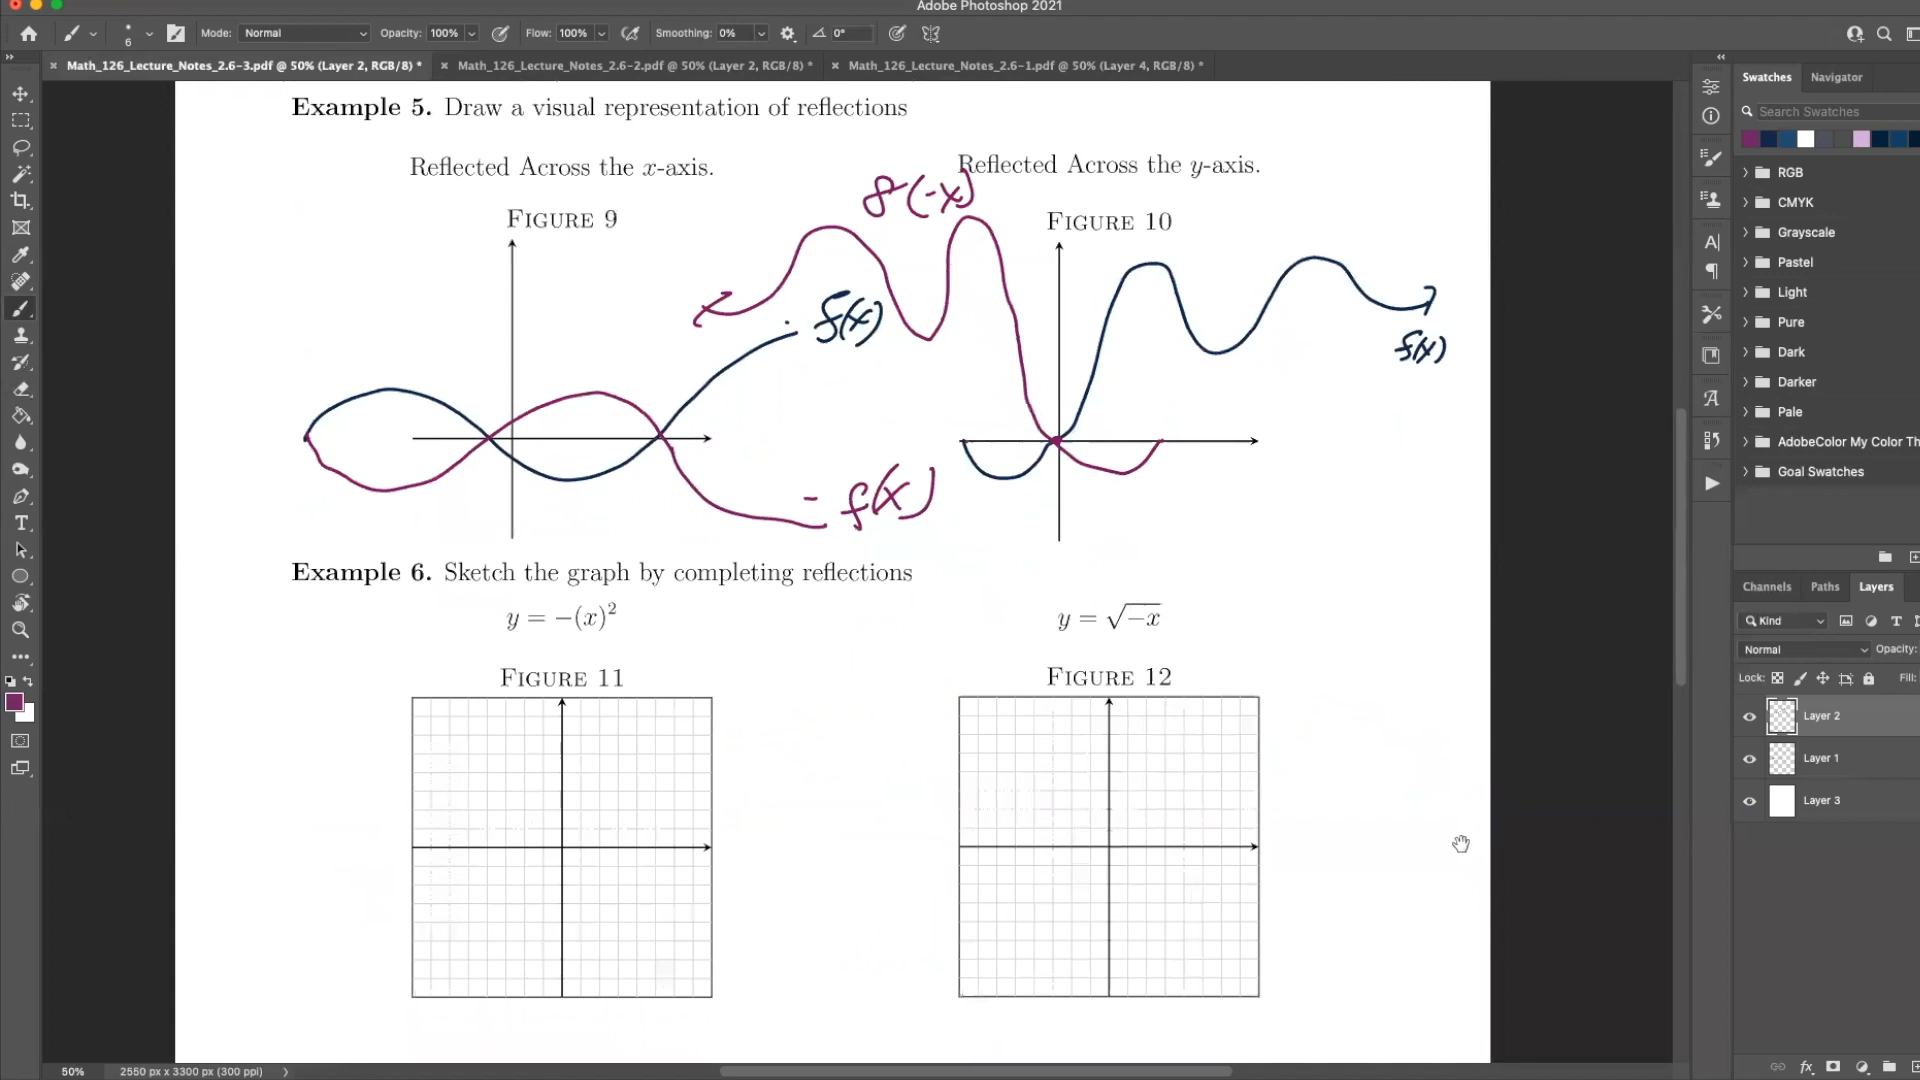 Adobe Photoshop 2021
6 Mode: Normal Opacity: 100% Flow: 100% Smoothing: 0% 0°
Math_126_Lecture_Notes_2.6-3.pdf @ 50% (Layer 2, RGB/8) *
Math_126_Lecture_Notes_2.6-2.pdf @ 50% (Layer 2, RGB/8) *
Math_126_Lecture_Notes_2.6-1.pdf @ 50% (Layer 4, RGB/8) *
Example 5. Draw a visual representation of reflections
Reflected Across the x-axis.
Reflected Across the y-axis.
FIGURE 9
(-x)
FIGURE 10
f(x)
f(x)
- f(x)
Example 6. Sketch the graph by completing reflections
y = −(x)²
y = √−x
FIGURE 11
FIGURE 12
Swatches Navigator
Search Swatches
RGB
CMYK
Grayscale
Pastel
Light
Pure
Dark
Darker
Pale
AdobeColor My Color Th
Goal Swatches
Channels Paths Layers
Kind
Normal Opacity:
Lock: Fill:
Layer 2
Layer 1
Layer 3
50% 2550 px x 3300 px (300 ppi)